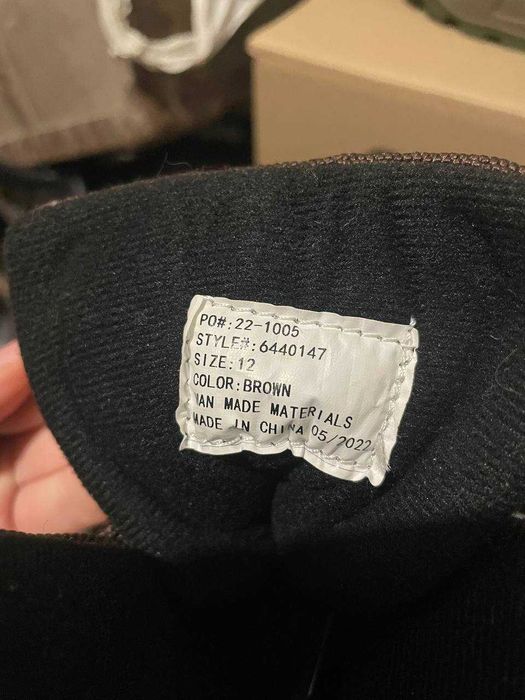 PO#:22-1005
STYLE#:6440147
SIZE:12
COLOR:BROWN
MAN MADE MATERIALS
MADE IN CHINA 05/2022